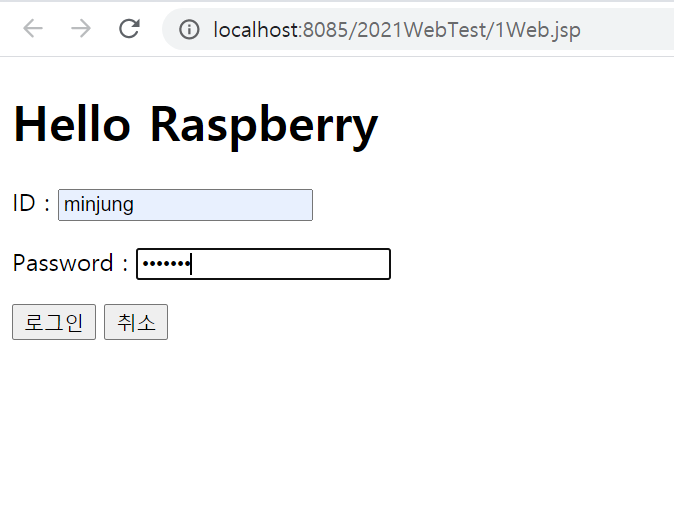 localhost:8085/2021WebTest/1Web.jsp
Hello Raspberry
ID : minjung
Password : •••••••
로그인 취소